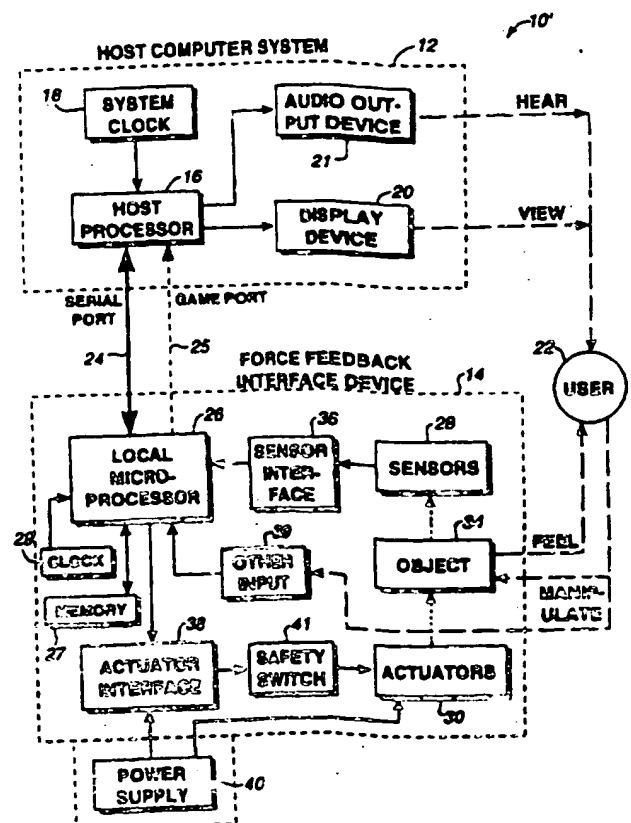 10'
HOST COMPUTER SYSTEM
12
18
SYSTEM
CLOCK
AUDIO OUT-
PUT DEVICE
21
HEAR
16
HOST
PROCESSOR
20
DISPLAY
DEVICE
VIEW
SERIAL
PORT
GAME PORT
24
25
FORCE FEEDBACK
INTERFACE DEVICE
14
22
USER
26
LOCAL
MICRO-
PROCESSOR
36
SENSOR
INTER-
FACE
28
SENSORS
34
OBJECT
FEEL
29
CLOCK
39
OTHER
INPUT
MANIP-
ULATE
MEMORY
27
38
ACTUATOR
INTERFACE
41
SAFETY
SWITCH
ACTUATORS
30
POWER
SUPPLY
40